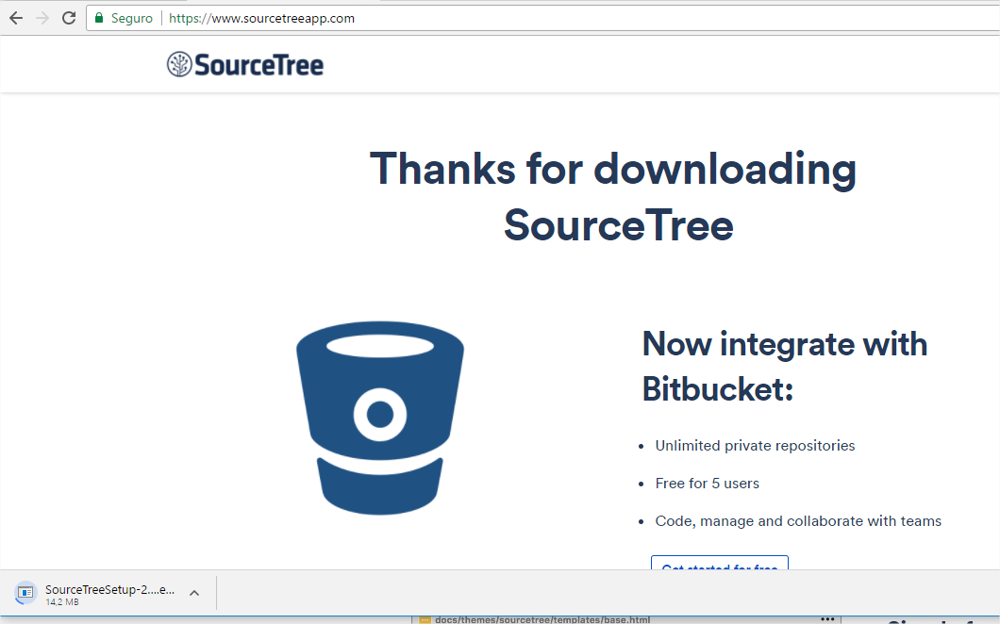 Seguro https://www.sourcetreeapp.com
SourceTree
Thanks for downloading
SourceTree
Now integrate with
Bitbucket:
Unlimited private repositories
Free for 5 users
Code, manage and collaborate with teams
Get started for free
SourceTreeSetup-2....e...
14,2 MB
docs/themes/sourcetree/templates/base.html